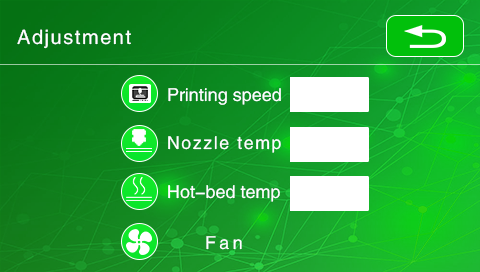 Adjustment
Printing speed
Nozzle temp
Hot-bed temp
Fan